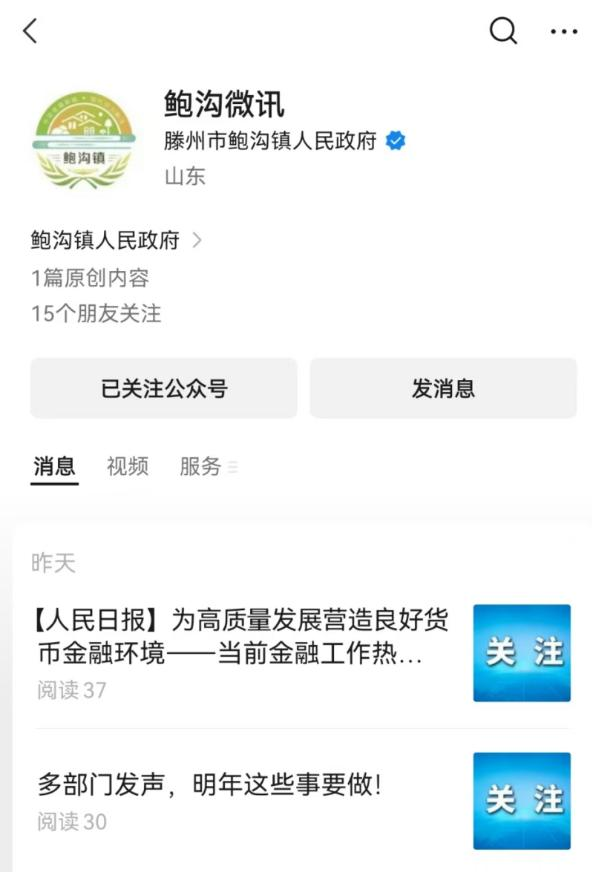 鲍沟微讯
滕州市鲍沟镇人民政府
山东
鲍沟镇
鲍沟镇人民政府
1篇原创内容
15个朋友关注
已关注公众号
发消息
消息
视频
服务
昨天
【人民日报】为高质量发展营造良好货
币金融环境——当前金融工作热...
阅读 37
关 注
多部门发声，明年这些事要做！
阅读 30
关 注